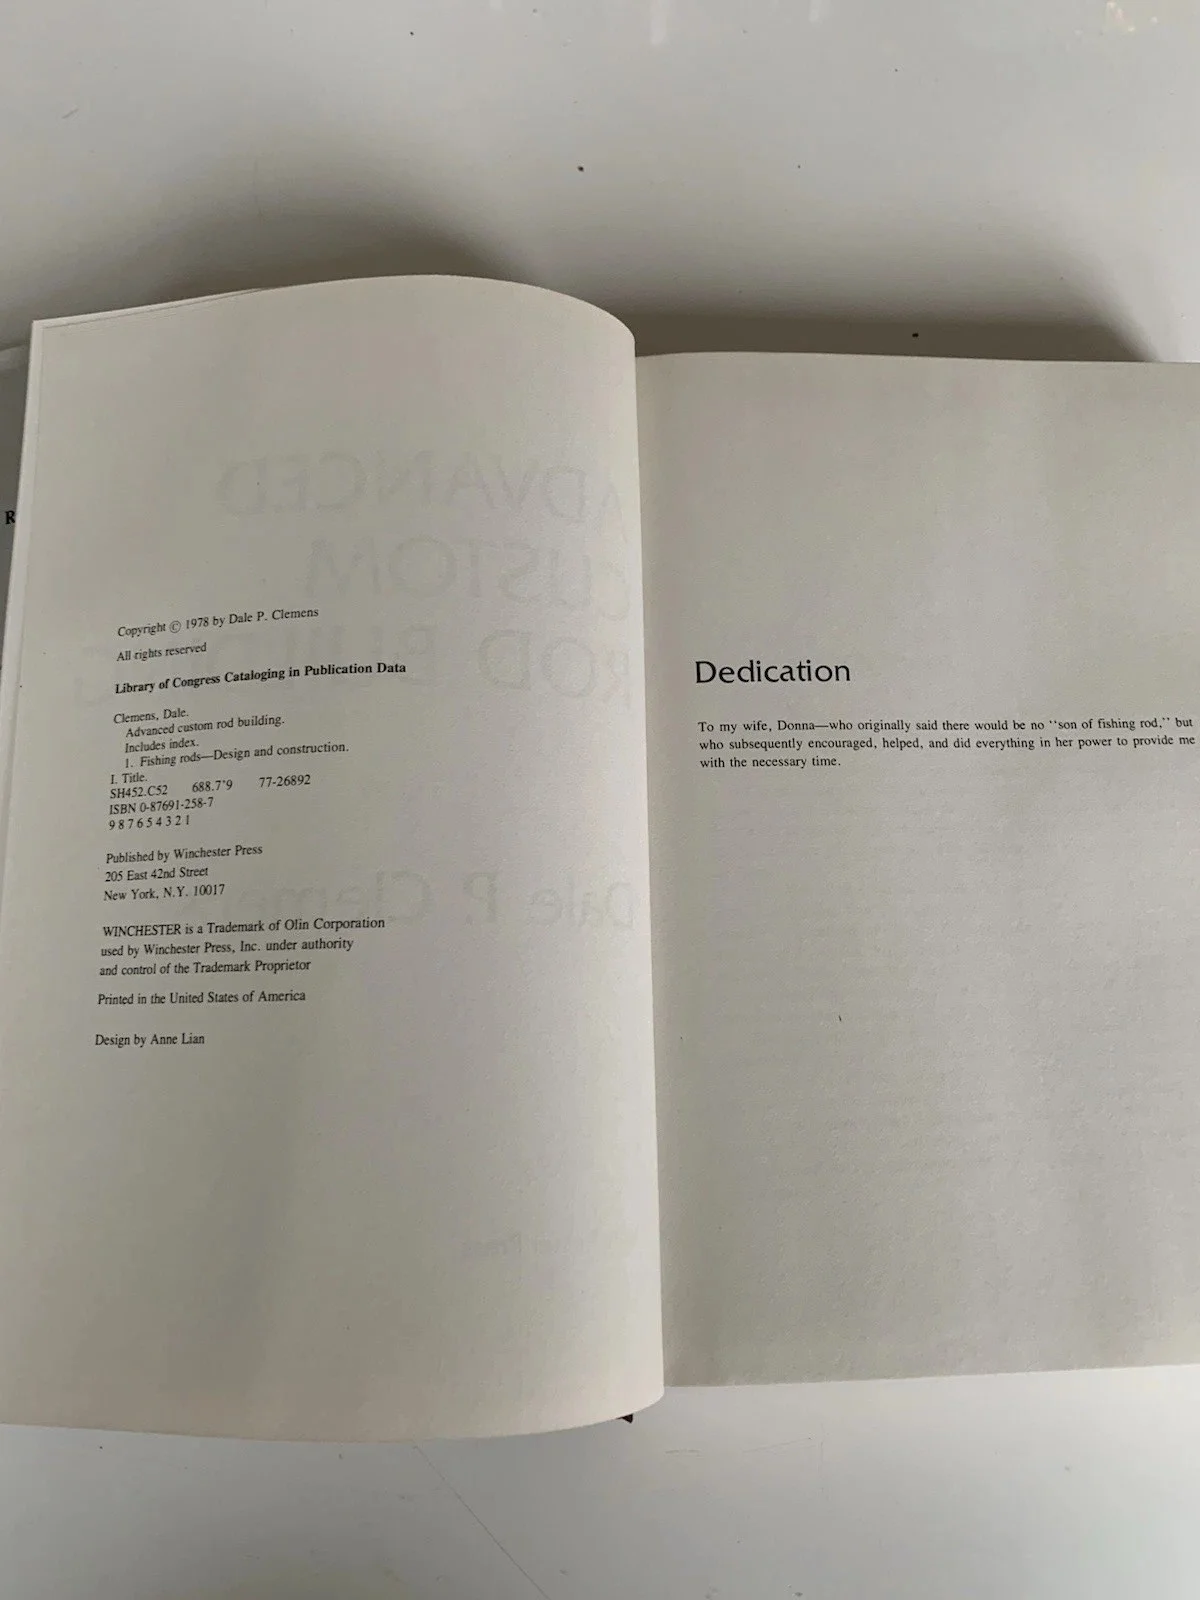 R
Copyright © 1978 by Dale P. Clemens
All rights reserved
Library of Congress Cataloging in Publication Data
Clemens, Dale.
Advanced custom rod building.
Includes index.
1. Fishing rods—Design and construction.
I. Title.
SH452.C52 688.7'9 77-26892
ISBN 0-87691-258-7
9 8 7 6 5 4 3 2 1
Published by Winchester Press
205 East 42nd Street
New York, N.Y. 10017
WINCHESTER is a Trademark of Olin Corporation
used by Winchester Press, Inc. under authority
and control of the Trademark Proprietor
Printed in the United States of America
Design by Anne Lian
Dedication
To my wife, Donna—who originally said there would be no "son of fishing rod," but
who subsequently encouraged, helped, and did everything in her power to provide me
with the necessary time.